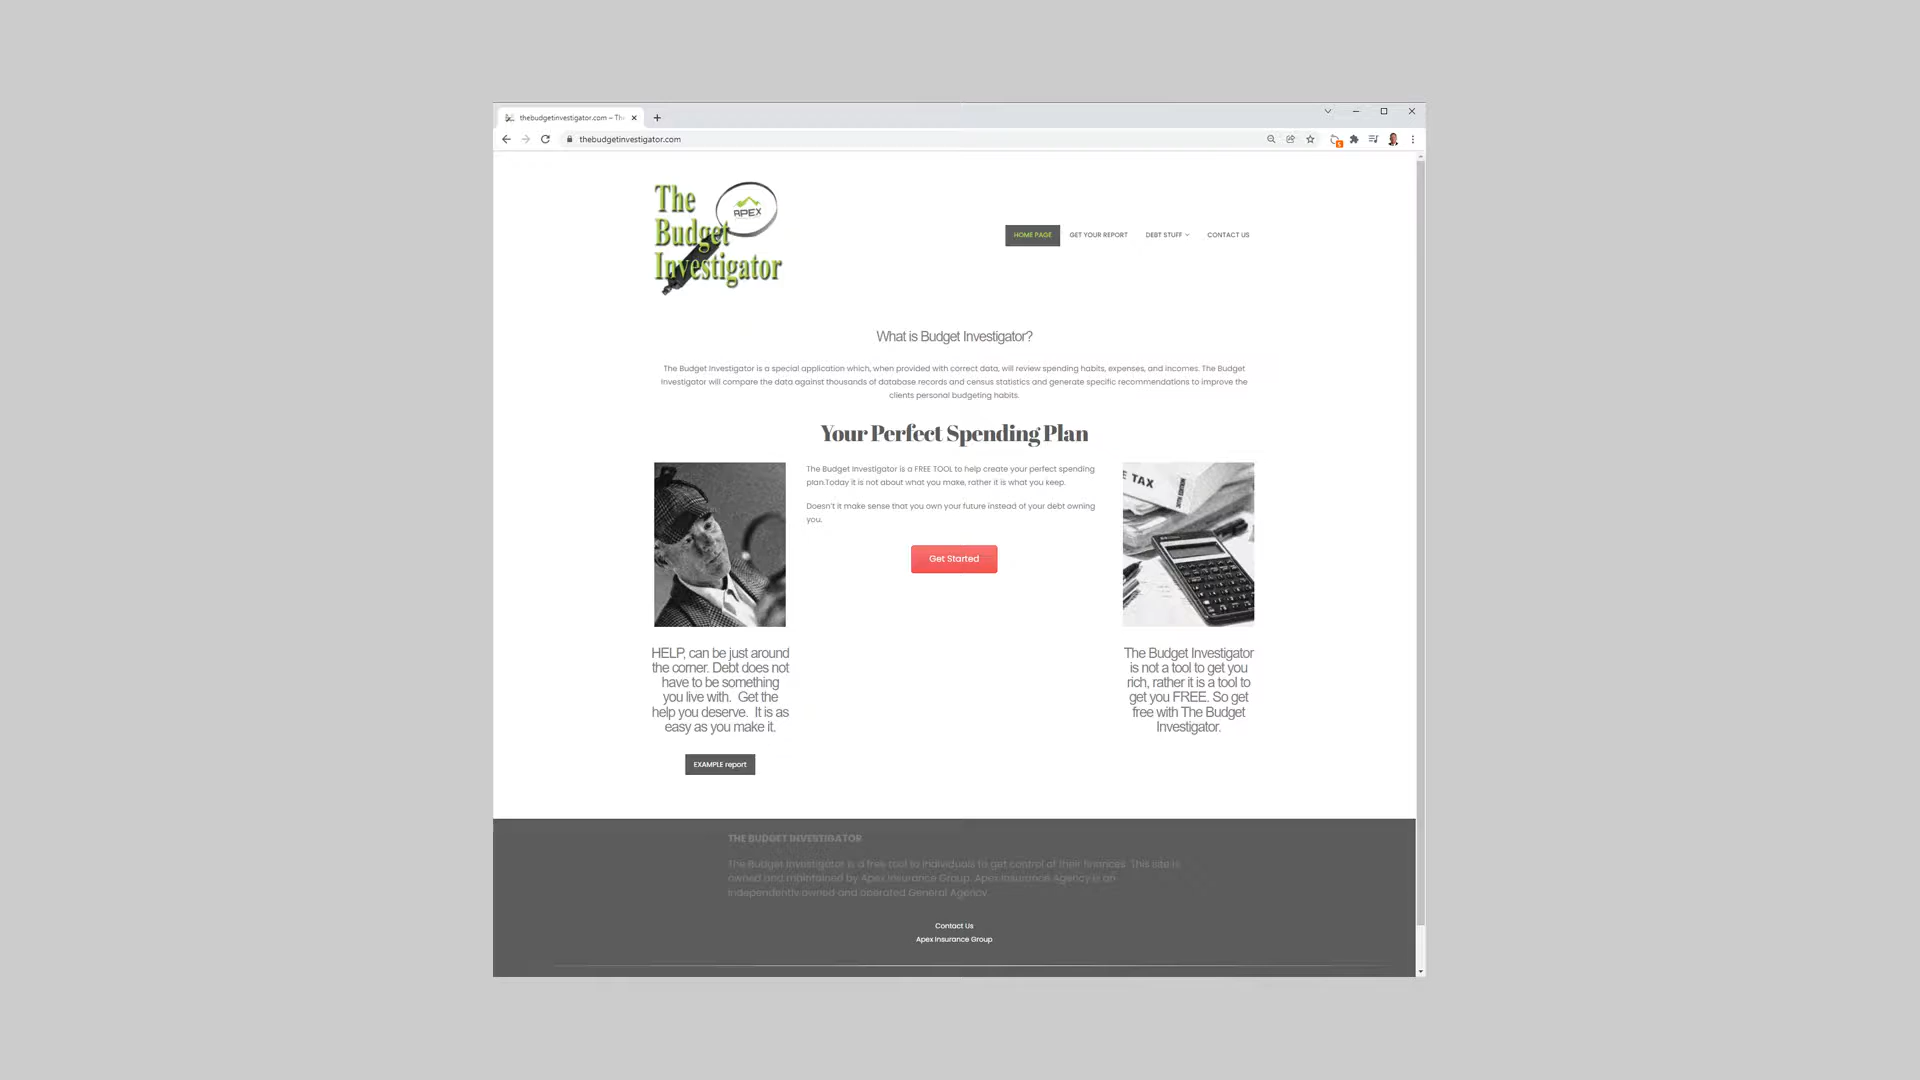 thebudgetinvestigator.com – Th
thebudgetinvestigator.com
The
Budget
Investigator
APEX
HOME PAGE
GET YOUR REPORT
DEBT STUFF
CONTACT US
What is Budget Investigator?
The Budget Investigator is a special application which, when provided with correct data, will review spending habits, expenses, and incomes. The Budget
Investigator will compare the data against thousands of database records and census statistics and generate specific recommendations to improve the
clients personal budgeting habits.
Your Perfect Spending Plan
The Budget Investigator is a FREE TOOL to help create your perfect spending
plan.Today it is not about what you make, rather it is what you keep.
Doesn't it make sense that you own your future instead of your debt owning
you.
Get Started
E TAX
HELP, can be just around
the corner. Debt does not
have to be something
you live with. Get the
help you deserve. It is as
easy as you make it.
EXAMPLE report
The Budget Investigator
is not a tool to get you
rich, rather it is a tool to
get you FREE. So get
free with The Budget
Investigator.
THE BUDGET INVESTIGATOR
The Budget Investigator is a free tool to individuals to get control of their finances. This site is
owned and maintained by Apex Insurance Group. Apex Insurance Agency is an
independently owned and operated General Agency
Contact Us
Apex Insurance Group